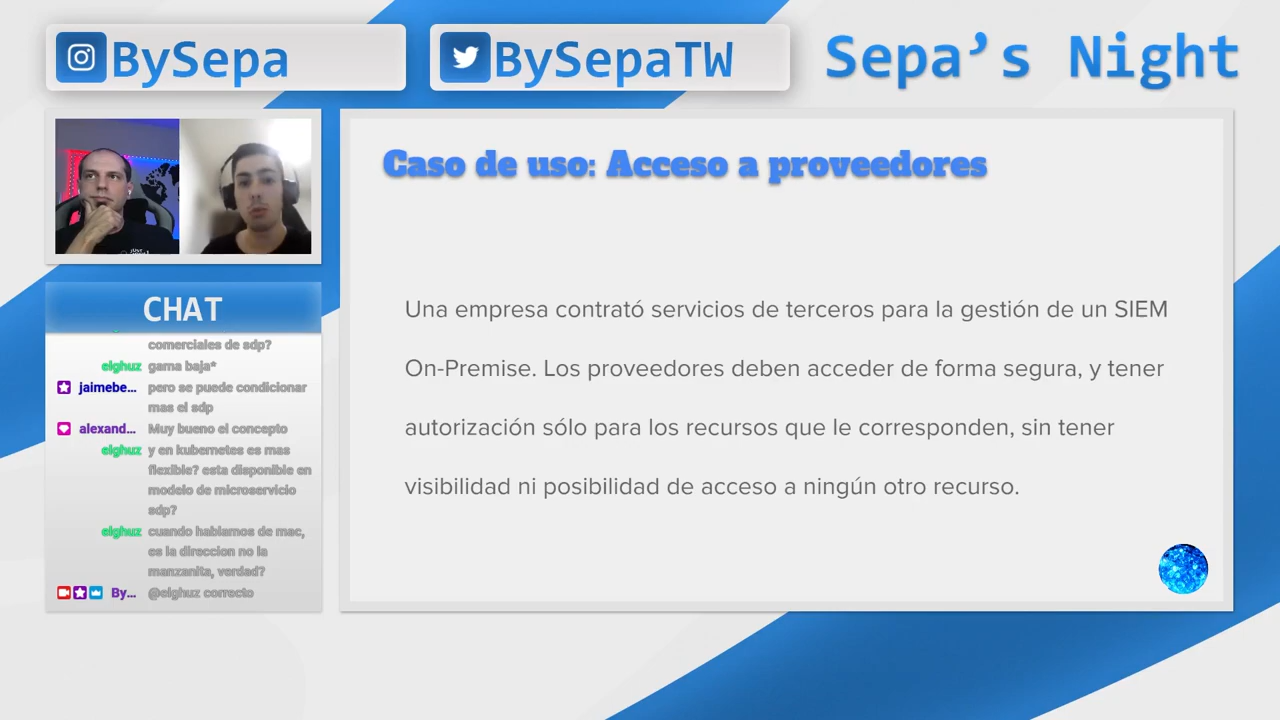 BySepa
BySepaTW
Sepa’s Night
Caso de uso: Acceso a proveedores
Una empresa contrató servicios de terceros para la gestión de un SIEM
On-Premise. Los proveedores deben acceder de forma segura, y tener
autorización sólo para los recursos que le corresponden, sin tener
visibilidad ni posibilidad de acceso a ningún otro recurso.
CHAT
comerciales de sdp?
elghuz gama baja*
jaimebe... pero se puede condicionar
mas el sdp
alexand... Muy bueno el concepto
elghuz y en kubernetes es mas
flexible? esta disponible en
modelo de microservicio
sdp?
elghuz cuando hablamos de mac,
es la direccion no la
manzanita, verdad?
By... @elghuz correcto